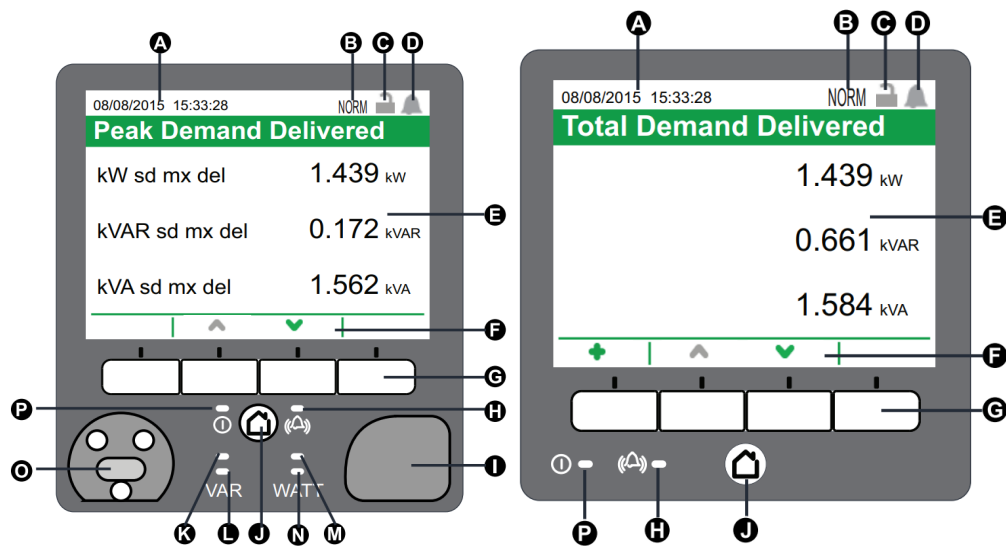 A
B
C
D
08/08/2015 15:33:28 NORM
Peak Demand Delivered
kW sd mx del 1.439 kW
E
kVAR sd mx del 0.172 kVAR
kVA sd mx del 1.562 kVA
F
G
P
H
O
I
VAR WATT
K
L
J
N
M
A
B
C
D
08/08/2015 15:33:28 NORM
Total Demand Delivered
1.439 kW
E
0.661 kVAR
1.584 kVA
F
G
P
H
J